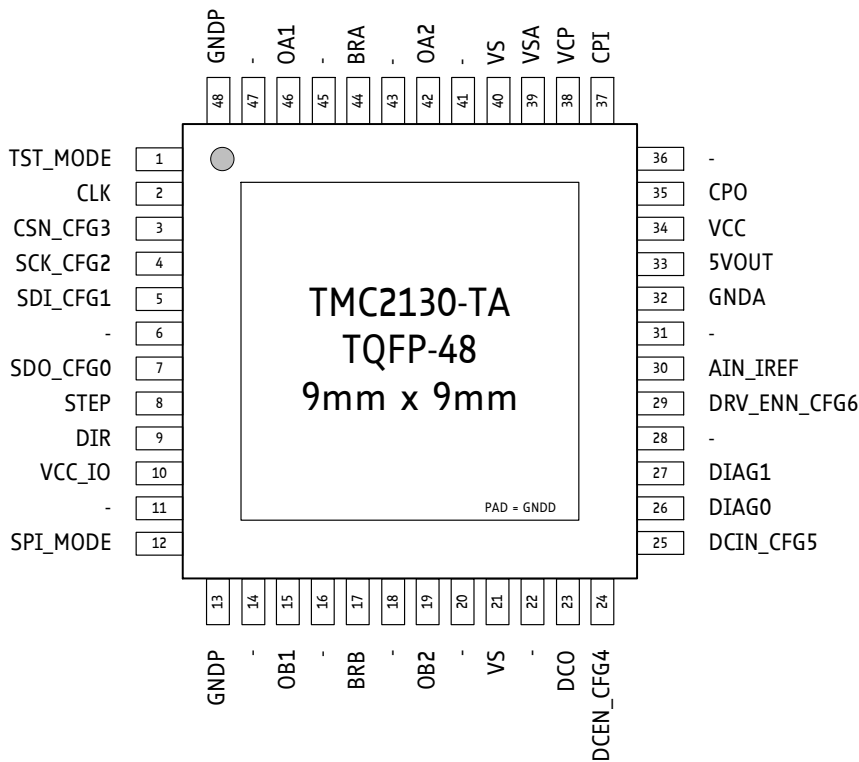 GNDP
-
OA1
-
BRA
-
OA2
-
VS
VSA
VCP
CPI
48
47
46
45
44
43
42
41
40
39
38
37
TST_MODE 1
CLK 2
CSN_CFG3 3
SCK_CFG2 4
SDI_CFG1 5
- 6
SDO_CFG0 7
STEP 8
DIR 9
VCC_IO 10
- 11
SPI_MODE 12
TMC2130-TA
TQFP-48
9mm x 9mm
PAD = GNDD
36 -
35 CPO
34 VCC
33 5VOUT
32 GNDA
31 -
30 AIN_IREF
29 DRV_ENN_CFG6
28 -
27 DIAG1
26 DIAG0
25 DCIN_CFG5
13
14
15
16
17
18
19
20
21
22
23
24
GNDP
-
OB1
-
BRB
-
OB2
-
VS
-
DCO
DCEN_CFG4